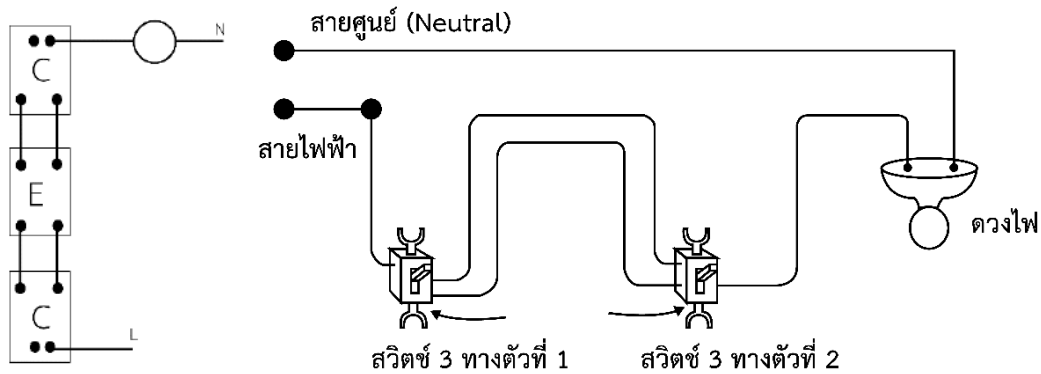 N
C
E
C
L
สายศูนย์ (Neutral)
สายไฟฟ้า
ดวงไฟ
สวิตช์ 3 ทางตัวที่ 1
สวิตช์ 3 ทางตัวที่ 2